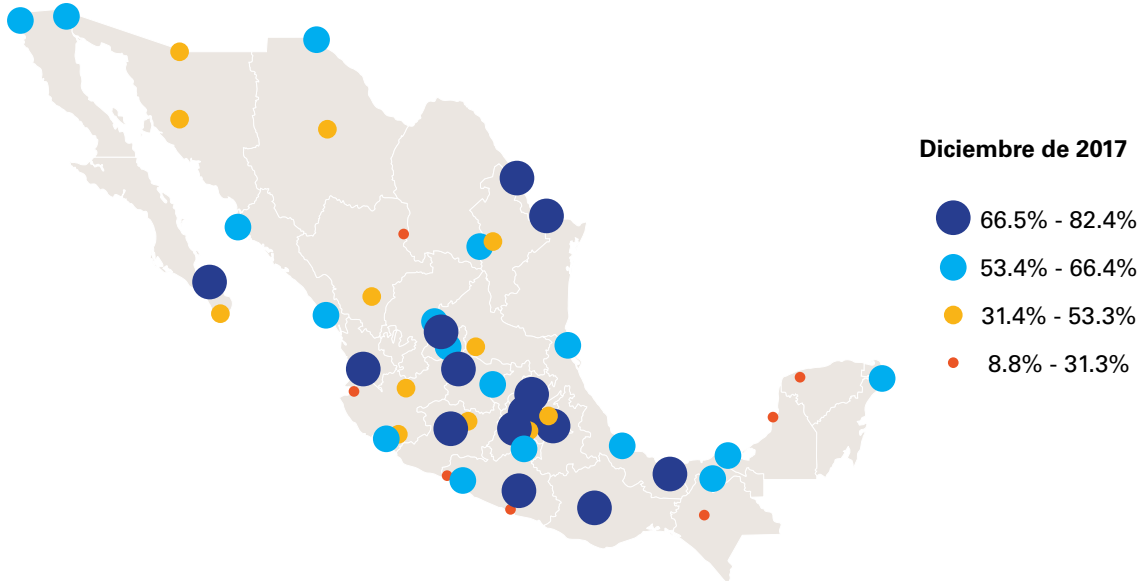 Diciembre de 2017
66.5% - 82.4%
53.4% - 66.4%
31.4% - 53.3%
8.8% - 31.3%